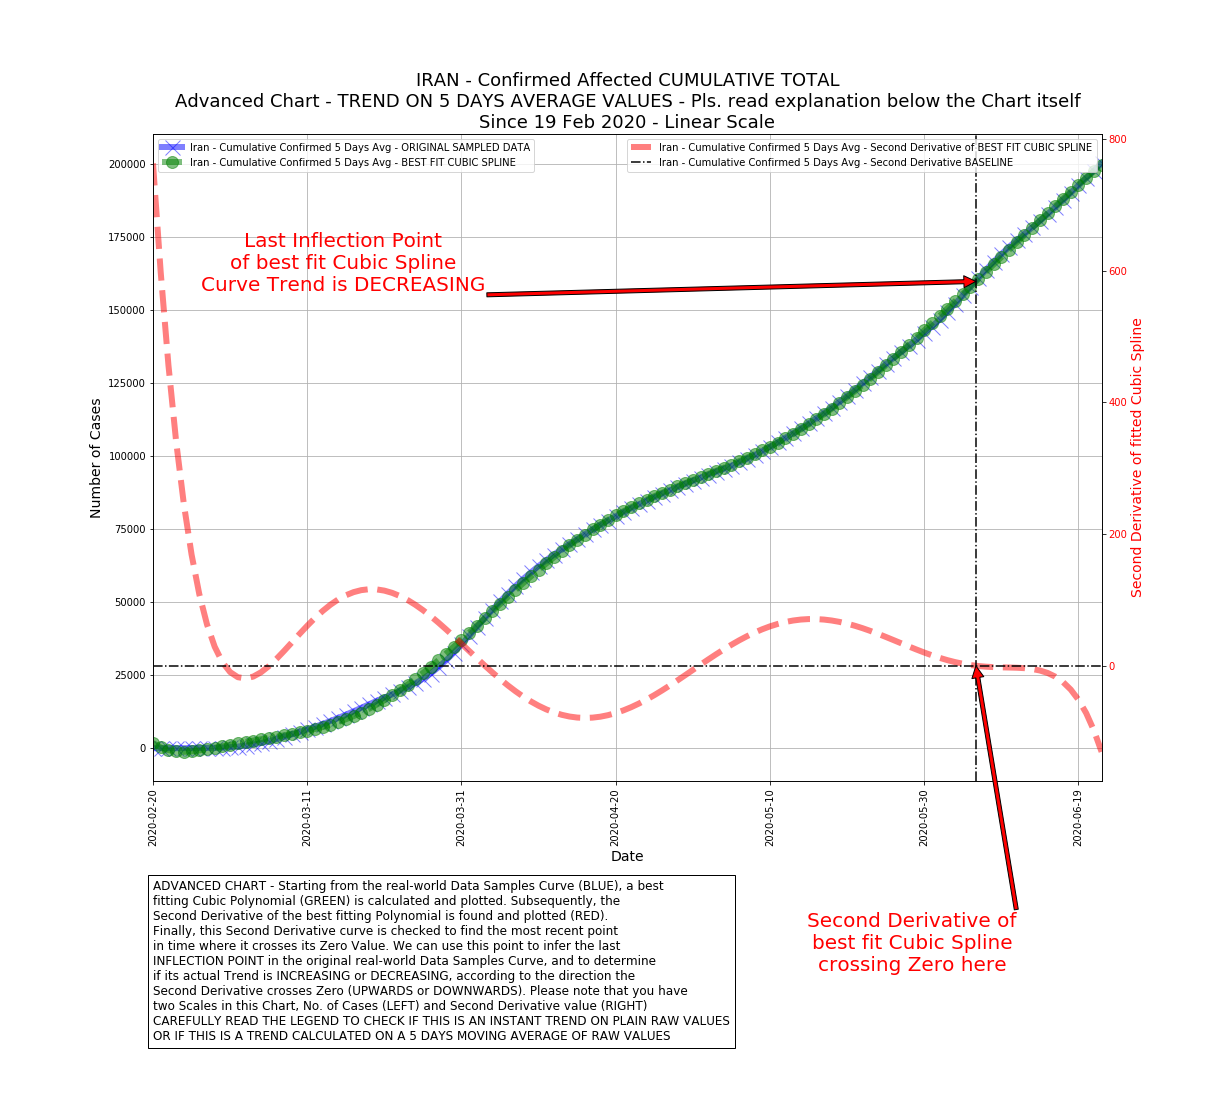 IRAN - Confirmed Affected CUMULATIVE TOTAL
Advanced Chart - TREND ON 5 DAYS AVERAGE VALUES - Pls. read explanation below the Chart itself
Since 19 Feb 2020 - Linear Scale
Iran - Cumulative Confirmed 5 Days Avg - ORIGINAL SAMPLED DATA
Iran - Cumulative Confirmed 5 Days Avg - BEST FIT CUBIC SPLINE
Iran - Cumulative Confirmed 5 Days Avg - Second Derivative of BEST FIT CUBIC SPLINE
Iran - Cumulative Confirmed 5 Days Avg - Second Derivative BASELINE
Last Inflection Point
of best fit Cubic Spline
Curve Trend is DECREASING
Number of Cases
200000
175000
150000
125000
100000
75000
50000
25000
0
800
600
400
200
0
Second Derivative of fitted Cubic Spline
2020-02-20
2020-03-11
2020-03-31
2020-04-20
2020-05-10
2020-05-30
2020-06-19
Date
ADVANCED CHART - Starting from the real-world Data Samples Curve (BLUE), a best
fitting Cubic Polynomial (GREEN) is calculated and plotted. Subsequently, the
Second Derivative of the best fitting Polynomial is found and plotted (RED).
Finally, this Second Derivative curve is checked to find the most recent point
in time where it crosses its Zero Value. We can use this point to infer the last
INFLECTION POINT in the original real-world Data Samples Curve, and to determine
if its actual Trend is INCREASING or DECREASING, according to the direction the
Second Derivative crosses Zero (UPWARDS or DOWNWARDS). Please note that you have
two Scales in this Chart, No. of Cases (LEFT) and Second Derivative value (RIGHT)
CAREFULLY READ THE LEGEND TO CHECK IF THIS IS AN INSTANT TREND ON PLAIN RAW VALUES
OR IF THIS IS A TREND CALCULATED ON A 5 DAYS MOVING AVERAGE OF RAW VALUES
Second Derivative of
best fit Cubic Spline
crossing Zero here